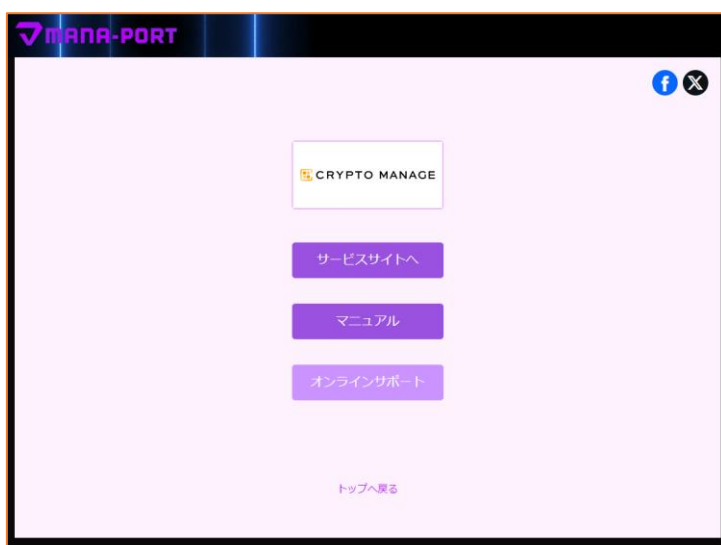 MANA-PORT
CRYPTO MANAGE
サービスサイトへ
マニュアル
オンラインサポート
トップへ戻る